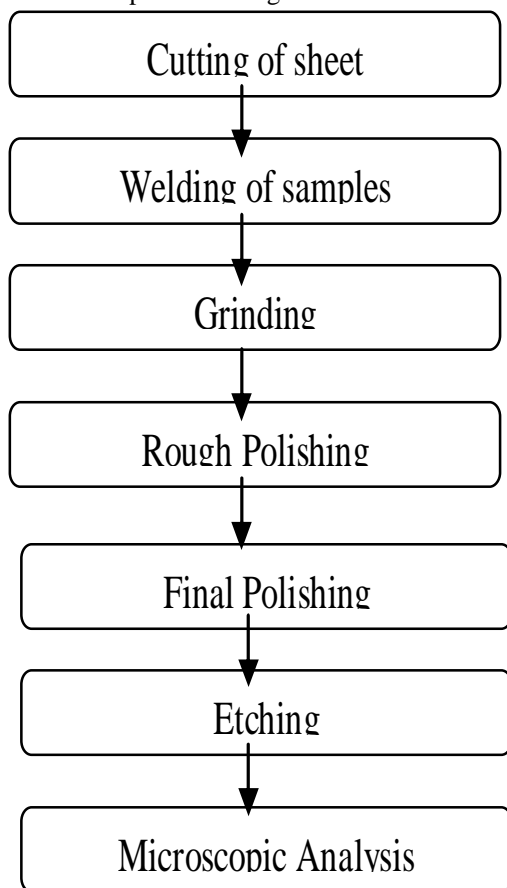 Cutting of sheet
Welding of samples
Grinding
Rough Polishing
Final Polishing
Etching
Microscopic Analysis